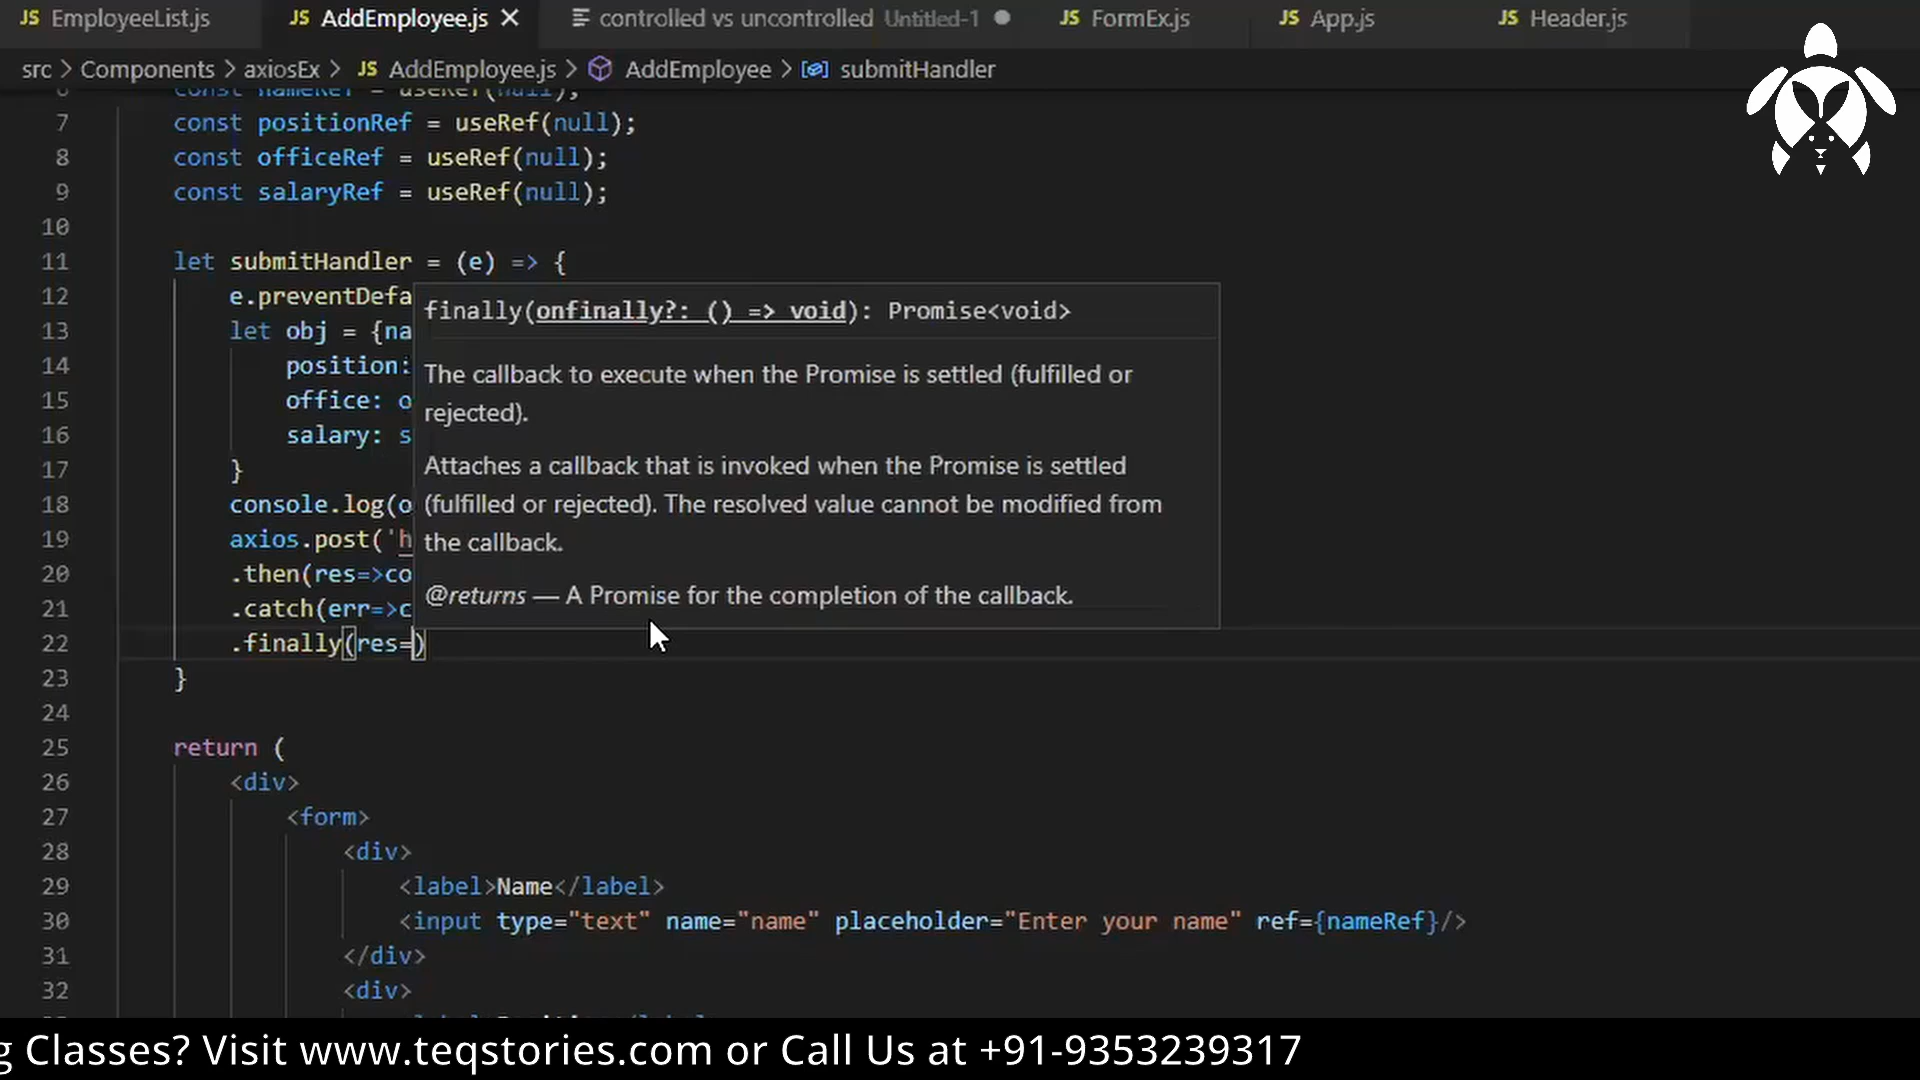 JS EmployeeList.js JS AddEmployee.js controlled vs uncontrolled Untitled-1 JS FormEx.js JS App.js JS Header.js
src > Components > axiosEx > JS AddEmployee.js > AddEmployee > submitHandler
6 const nameRef = useRef(null);
7 const positionRef = useRef(null);
8 const officeRef = useRef(null);
9 const salaryRef = useRef(null);
10
11 let submitHandler = (e) => {
12 e.preventDefa
finally(onfinally?: () => void): Promise<void>
13 let obj = {na
14 position:
The callback to execute when the Promise is settled (fulfilled or
15 office: o
rejected).
16 salary: s
17 }
Attaches a callback that is invoked when the Promise is settled
18 console.log(o
(fulfilled or rejected). The resolved value cannot be modified from
19 axios.post('h
the callback.
20 .then(res=>co
@returns — A Promise for the completion of the callback.
21 .catch(err=>c
22 .finally(res=)
23 }
24
25 return (
26 <div>
27 <form>
28 <div>
29 <label>Name</label>
30 <input type="text" name="name" placeholder="Enter your name" ref={nameRef}/>
31 </div>
32 <div>
g Classes? Visit www.teqstories.com or Call Us at +91-9353239317